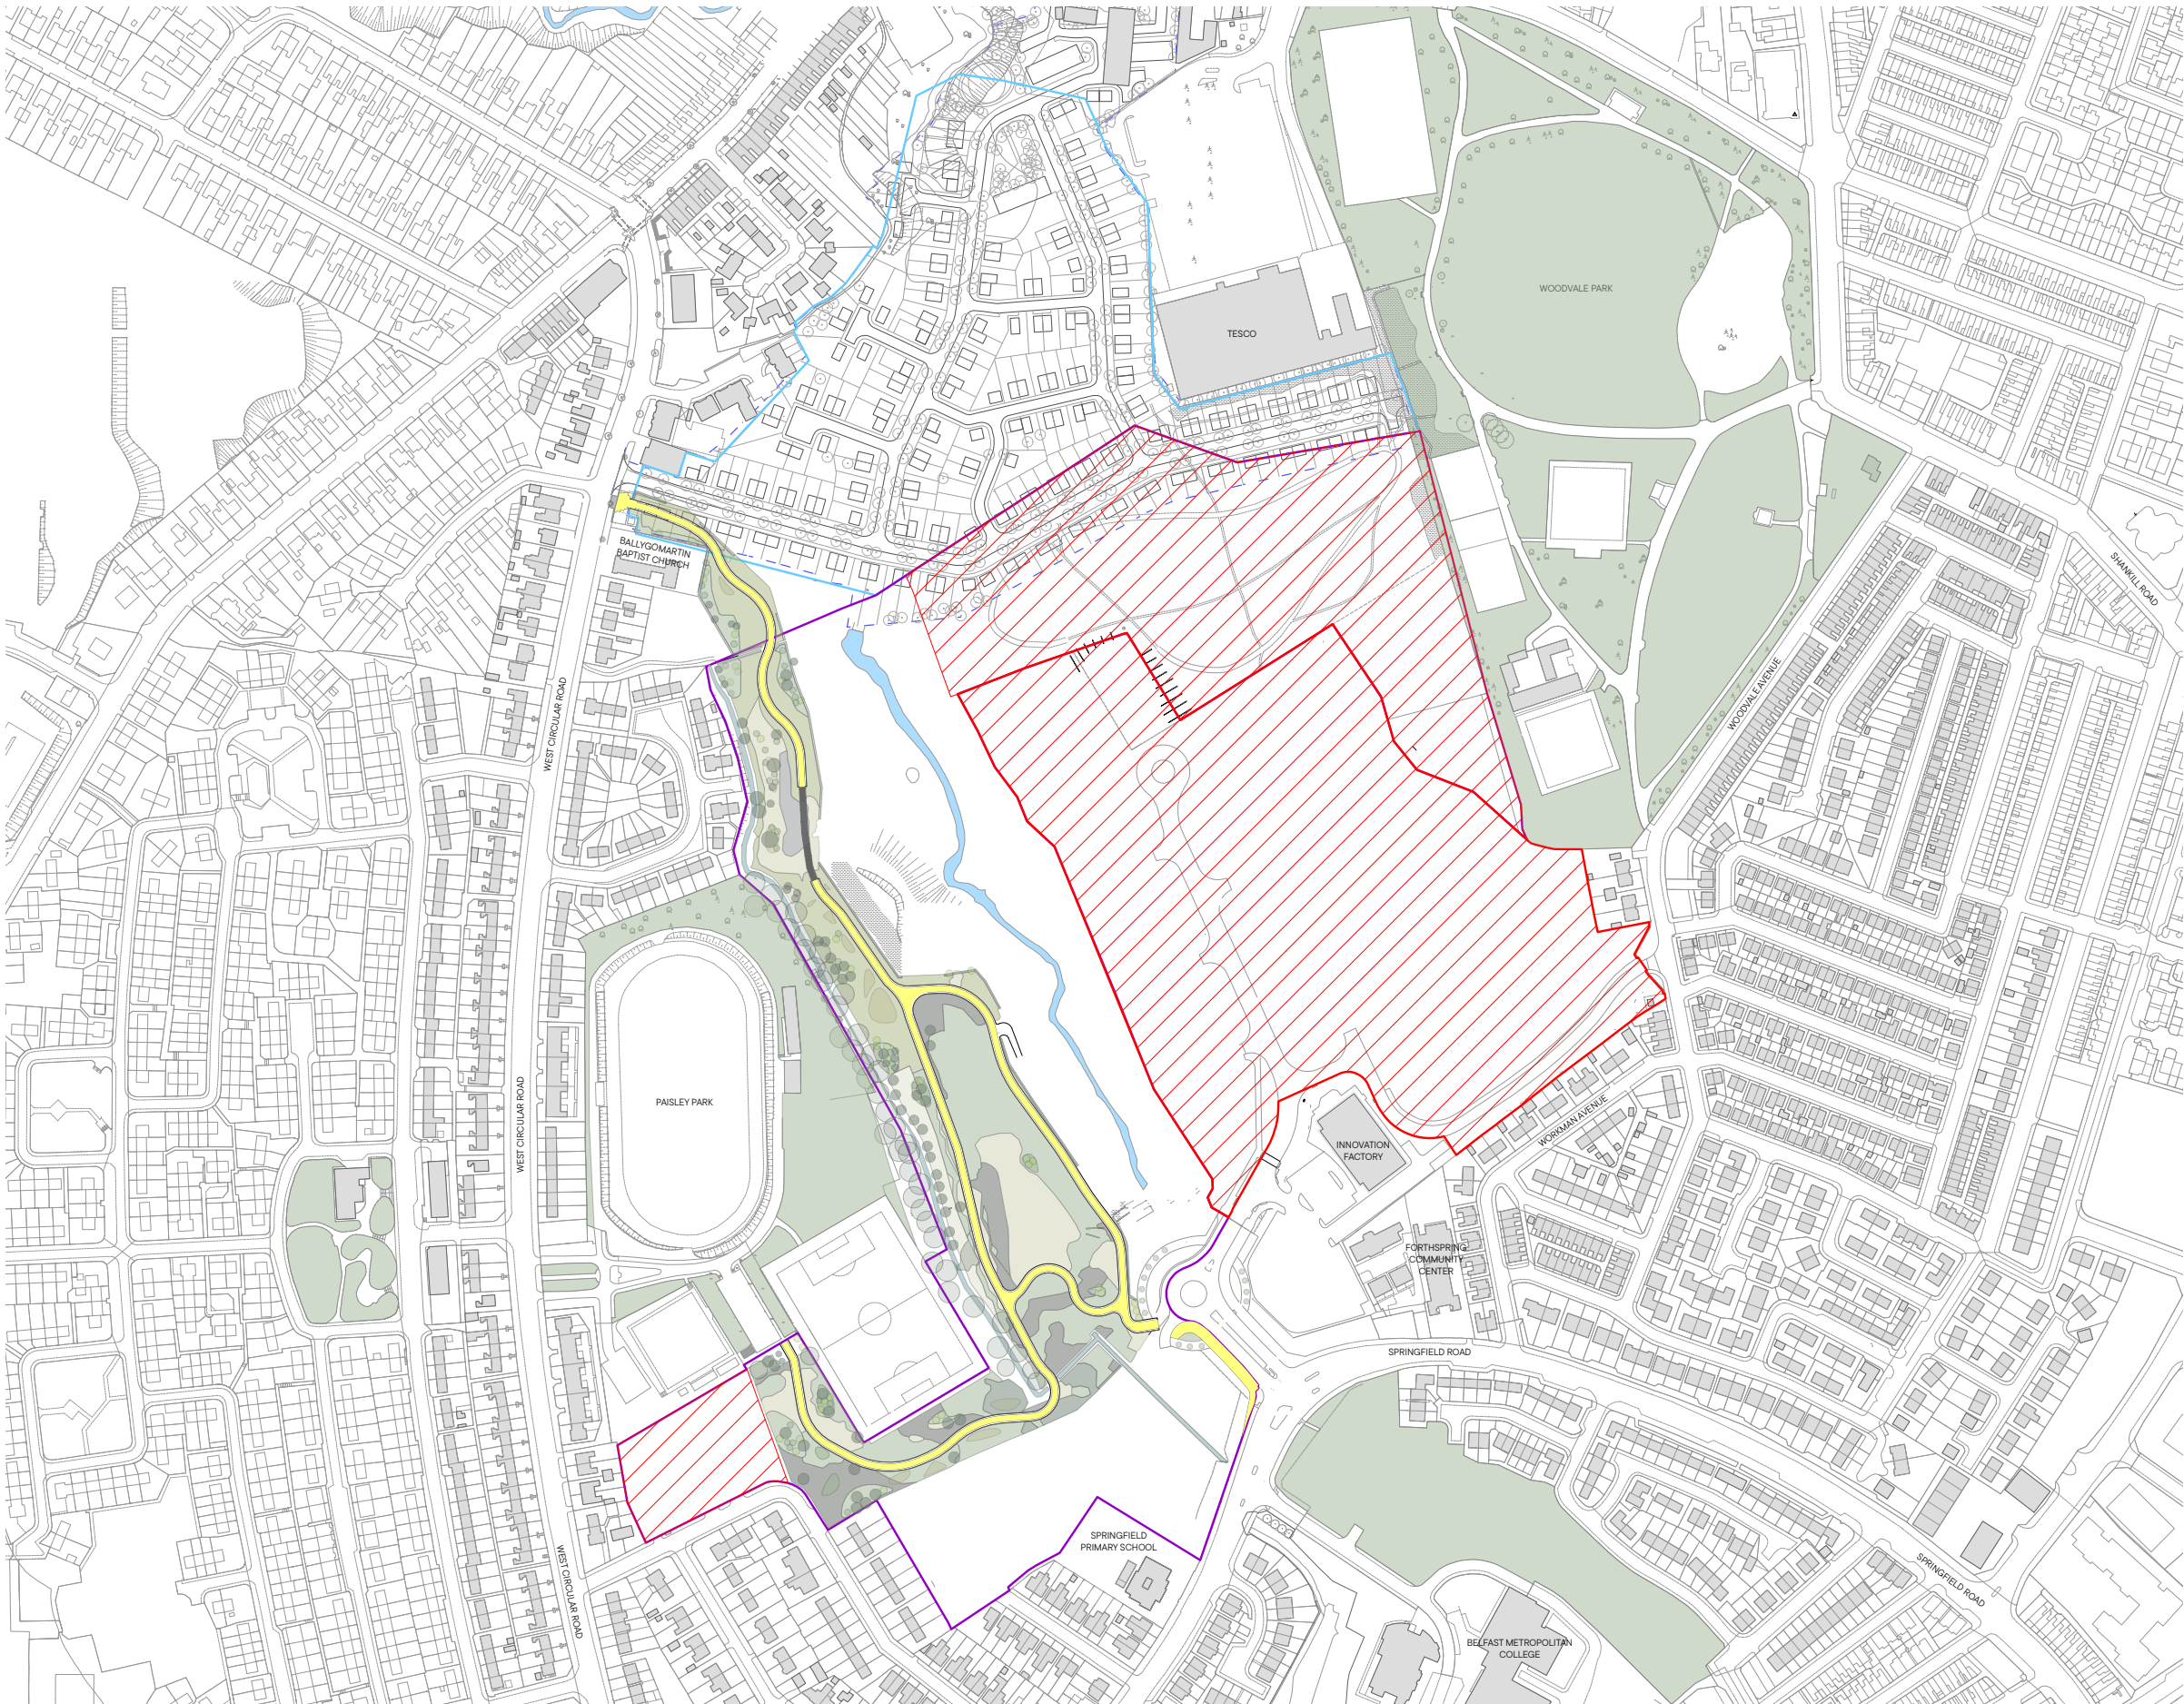 WOODVALE PARK
TESCO
BALLYGOMARTIN
BAPTIST CHURCH
SHANKILL ROAD
WOODVALE AVENUE
WEST CIRCULAR ROAD
PAISLEY PARK
WEST CIRCULAR ROAD
INNOVATION
FACTORY
WORKMAN AVENUE
FORTHSPRING
COMMUNITY
CENTER
SPRINGFIELD ROAD
SPRINGFIELD
PRIMARY SCHOOL
WEST CIRCULAR ROAD
SPRINGFIELD ROAD
BELFAST METROPOLITAN
COLLEGE